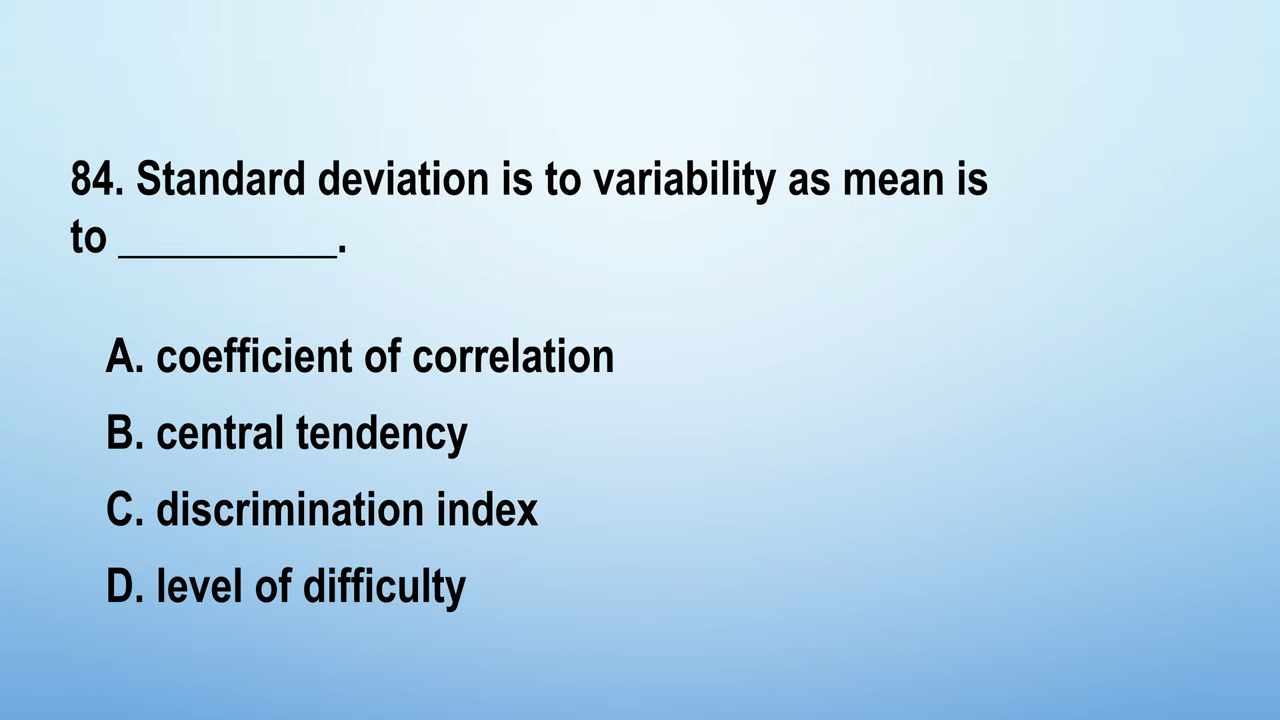 84. Standard deviation is to variability as mean is
to __________.
A. coefficient of correlation
B. central tendency
C. discrimination index
D. level of difficulty